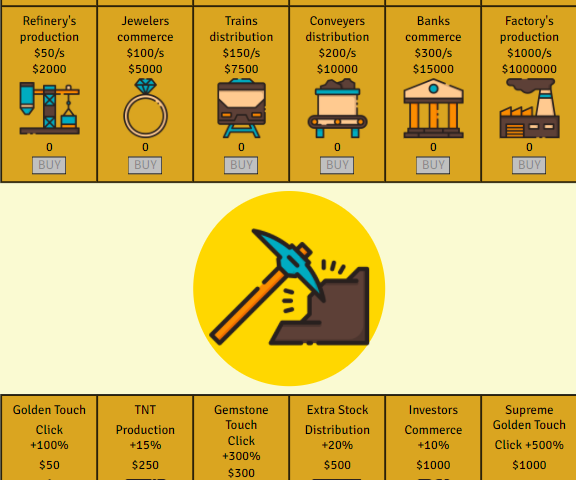 Refinery's production
$50/s
$2000
0
BUY
Jewelers commerce
$100/s
$5000
0
BUY
Trains distribution
$150/s
$7500
0
BUY
Conveyers distribution
$200/s
$10000
0
BUY
Banks commerce
$300/s
$15000
0
BUY
Factory's production
$1000/s
$1000000
0
BUY
Golden Touch
Click
+100%
$50
TNT
Production
+15%
$250
Gemstone
Touch
Click
+300%
$300
Extra Stock
Distribution
+20%
$500
Investors
Commerce
+10%
$1000
Supreme
Golden Touch
Click +500%
$1000